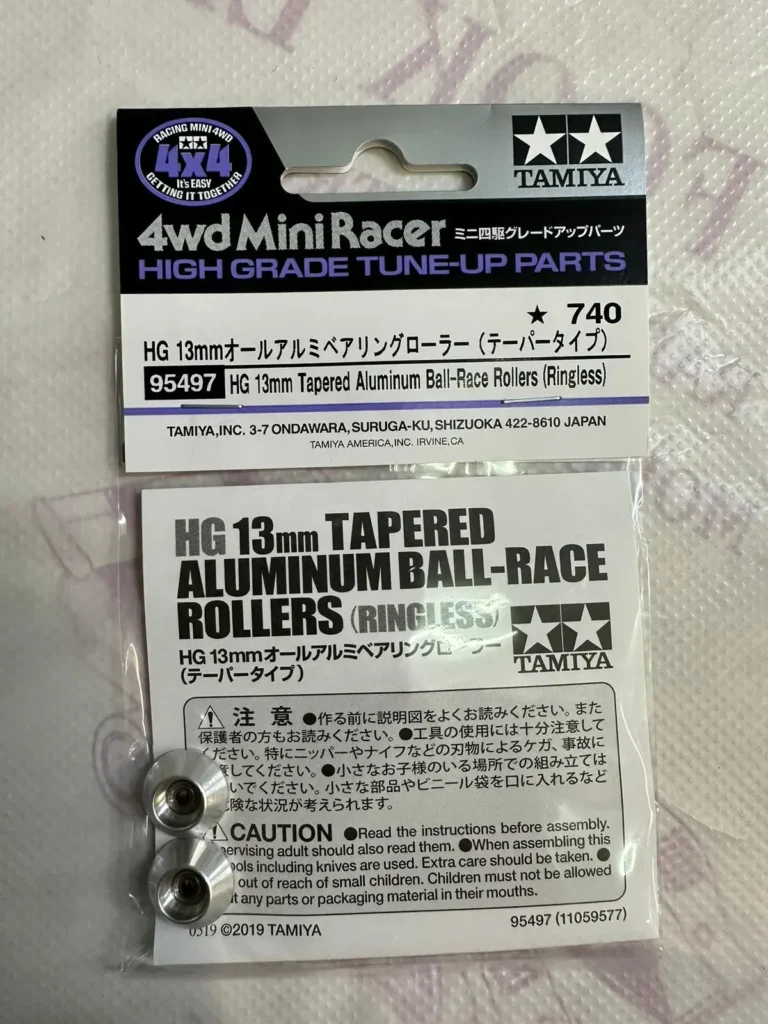 RACING MINI 4WD
4x4
It's EASY
GETTING IT TOGETHER
TAMIYA
4wd Mini Racer ミニ四駆グレードアップパーツ
HIGH GRADE TUNE-UP PARTS
★ 740
HG 13mmオールアルミベアリングローラー（テーパータイプ）
95497 HG 13mm Tapered Aluminum Ball-Race Rollers (Ringless)
TAMIYA,INC. 3-7 ONDAWARA, SURUGA-KU, SHIZUOKA 422-8610 JAPAN
TAMIYA AMERICA,INC. IRVINE,CA
HG 13mm TAPERED
ALUMINUM BALL-RACE
ROLLERS (RINGLESS)
TAMIYA
HG 13mmオールアルミベアリングローラー
（テーパータイプ）
注 意 ●作る前に説明図をよくお読みください。また
保護者の方もお読みください。●工具の使用には十分注意して
ください。特にニッパーやナイフなどの刃物によるケガ、事故に
意してください。●小さなお子様のいる場所での組み立ては
いでください。小さな部品やビニール袋を口に入れるなど
険な状況が考えられます。
CAUTION ●Read the instructions before assembly.
ervising adult should also read them. ●When assembling this
ools including knives are used. Extra care should be taken. ●
out of reach of small children. Children must not be allowed
t any parts or packaging material in their mouths.
0519 ©2019 TAMIYA
95497 (11059577)